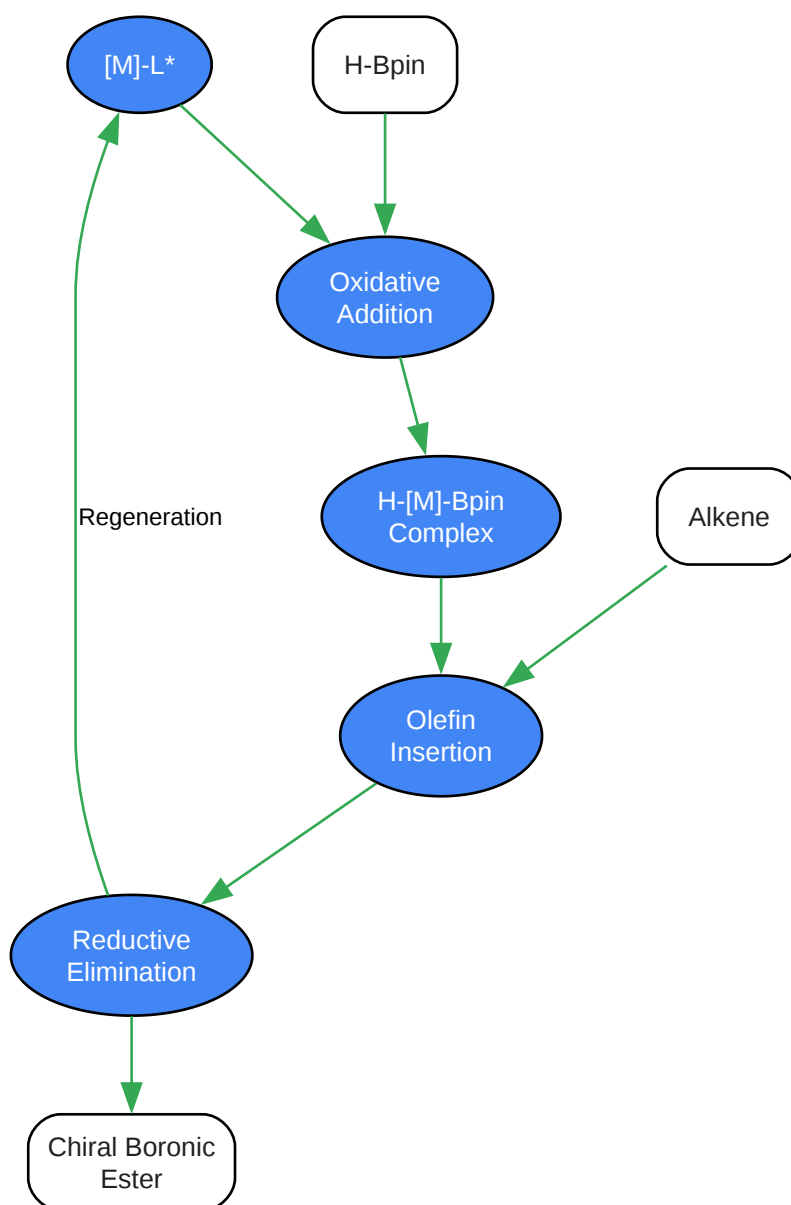 [M]-L*
H-Bpin
Oxidative
Addition
H-[M]-Bpin
Complex
Alkene
Regeneration
Olefin
Insertion
Reductive
Elimination
Chiral Boronic
Ester